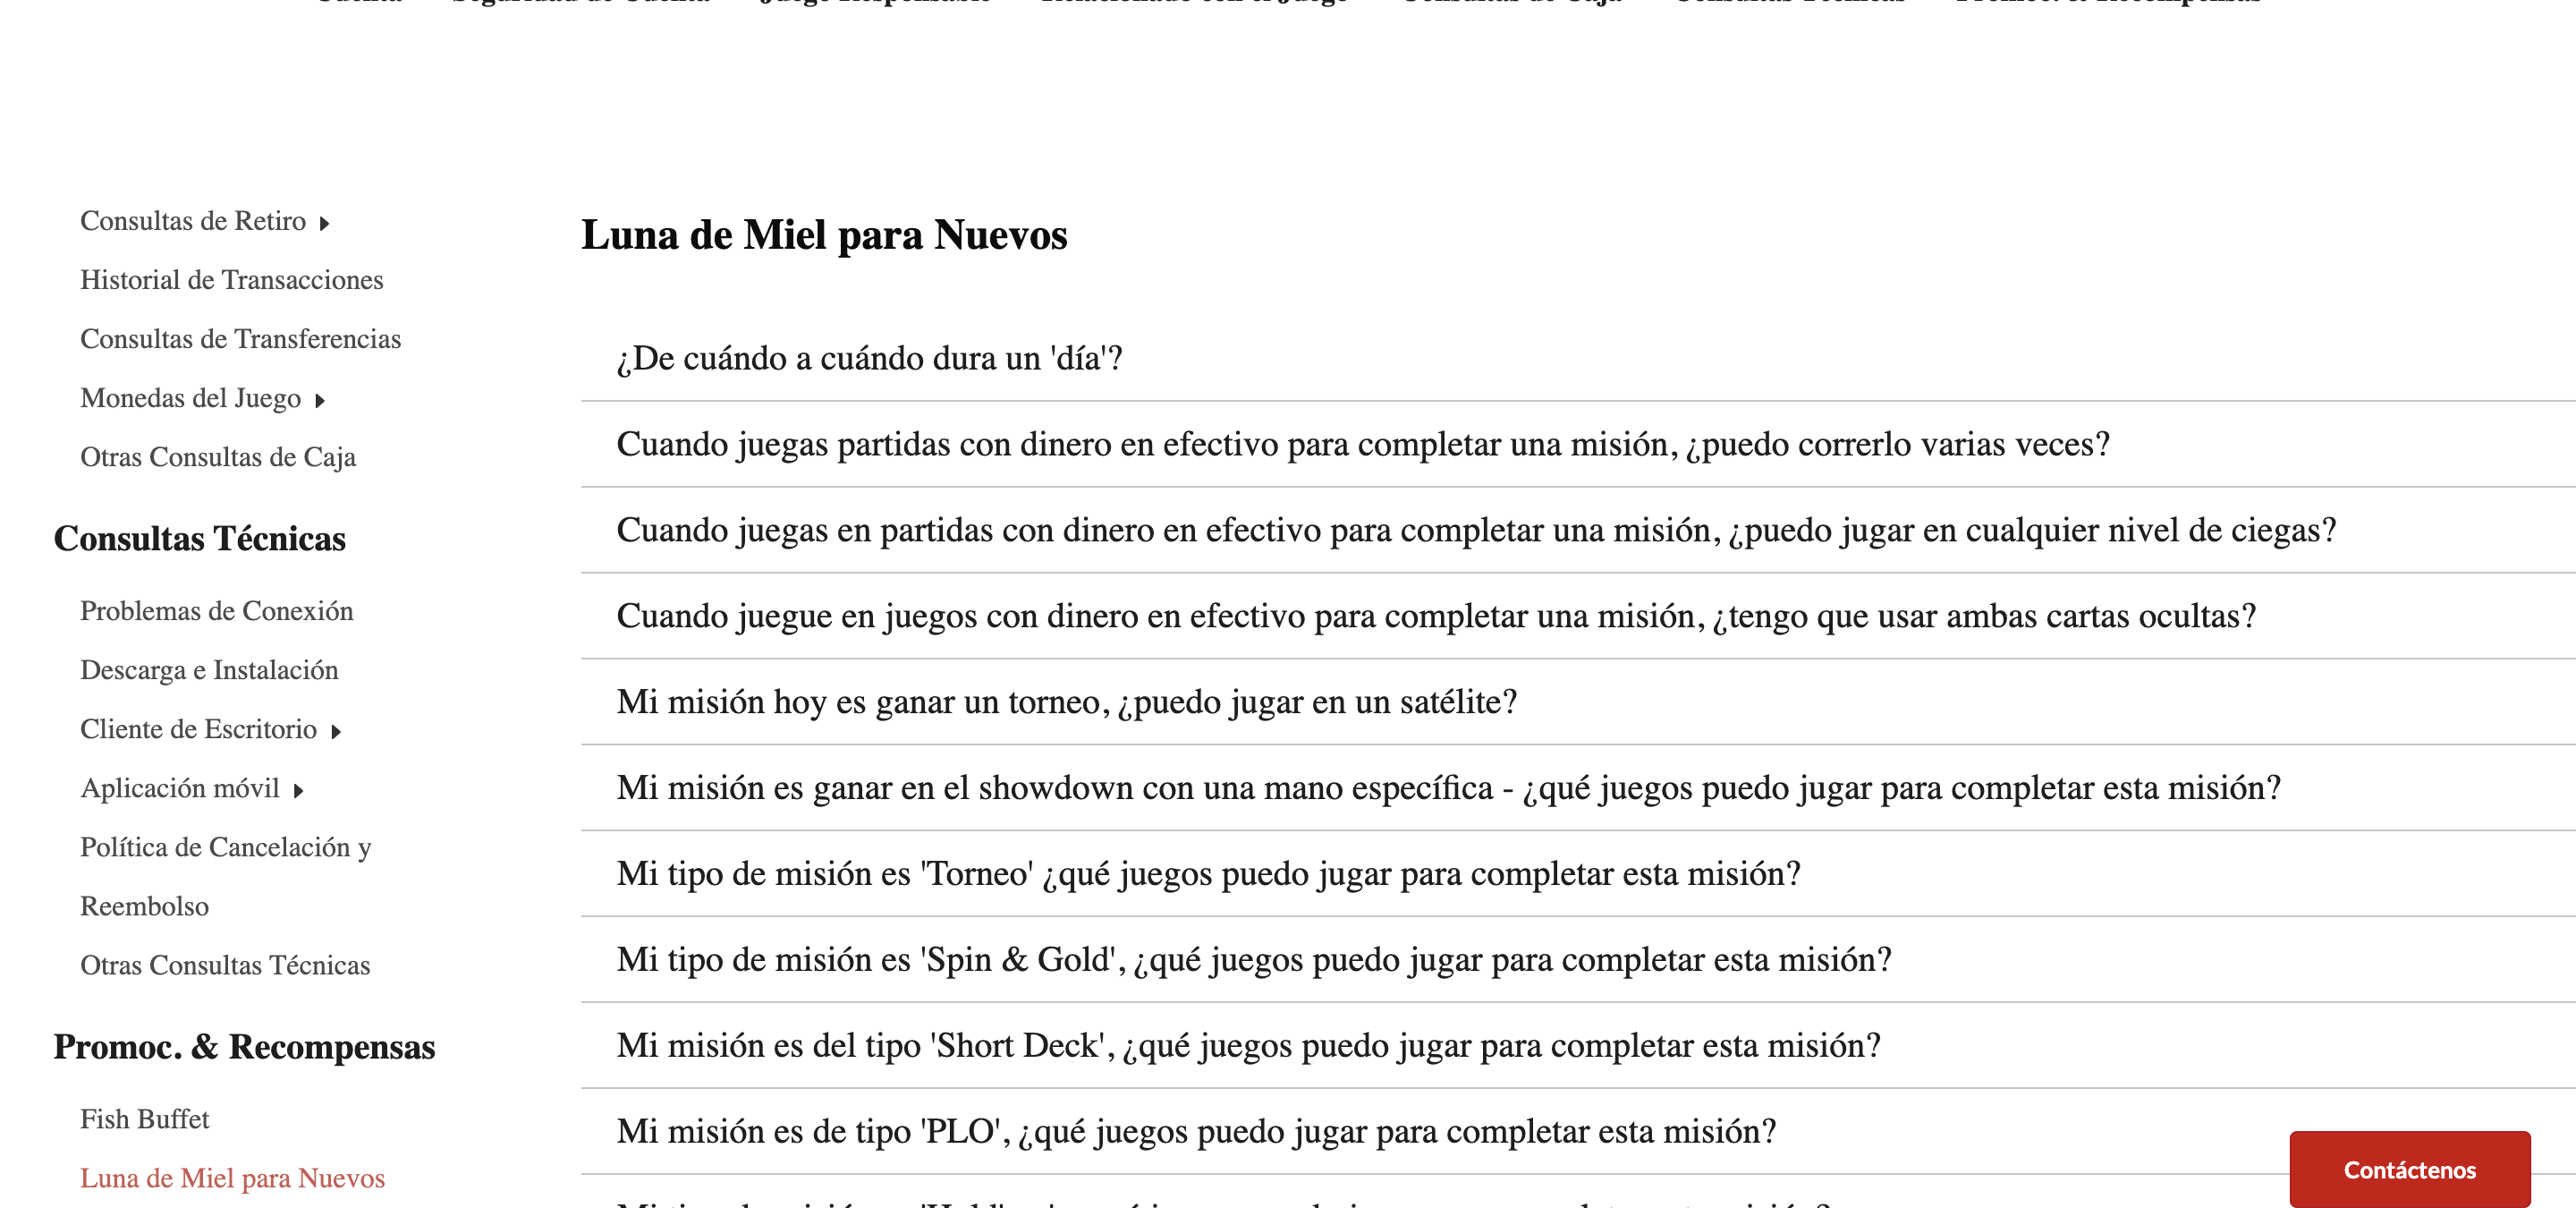 Consultas de Retiro
Historial de Transacciones
Consultas de Transferencias
Monedas del Juego
Otras Consultas de Caja
Consultas Técnicas
Problemas de Conexión
Descarga e Instalación
Cliente de Escritorio
Aplicación móvil
Política de Cancelación y
Reembolso
Otras Consultas Técnicas
Promoc. & Recompensas
Fish Buffet
Luna de Miel para Nuevos
Luna de Miel para Nuevos
¿De cuándo a cuándo dura un 'día'?
Cuando juegas partidas con dinero en efectivo para completar una misión, ¿puedo correrlo varias veces?
Cuando juegas en partidas con dinero en efectivo para completar una misión, ¿puedo jugar en cualquier nivel de ciegas?
Cuando juegue en juegos con dinero en efectivo para completar una misión, ¿tengo que usar ambas cartas ocultas?
Mi misión hoy es ganar un torneo, ¿puedo jugar en un satélite?
Mi misión es ganar en el showdown con una mano específica - ¿qué juegos puedo jugar para completar esta misión?
Mi tipo de misión es 'Torneo' ¿qué juegos puedo jugar para completar esta misión?
Mi tipo de misión es 'Spin & Gold', ¿qué juegos puedo jugar para completar esta misión?
Mi misión es del tipo 'Short Deck', ¿qué juegos puedo jugar para completar esta misión?
Mi misión es de tipo 'PLO', ¿qué juegos puedo jugar para completar esta misión?
Contáctenos